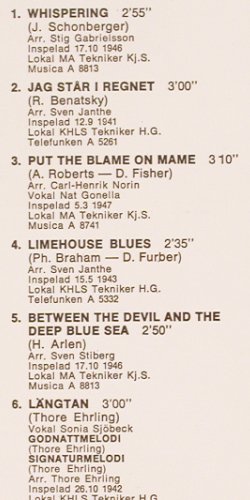 1. WHISPERING 2'55"
(J. Schonberger)
Arr. Stig Gabrielsson
Inspelad 17.10 1946
Lokal MA Tekniker Kj.S.
Musica A 8813
2. JAG STÅR I REGNET 3'00"
(R. Benatsky)
Arr. Sven Janthe
Inspelad 12.9 1941
Lokal KHLS Tekniker H.G.
Telefunken A 5261
3. PUT THE BLAME ON MAME 3 10"
(A. Roberts — D. Fisher)
Arr. Carl-Henrik Norin
Vokal Nat Gonella
Inspelad 5.3 1947
Lokal MA Tekniker Kj.S.
Musica A 8741
4. LIMEHOUSE BLUES 2'35"
(Ph. Braham — D. Furber)
Arr. Sven Janthe
Inspelad 15.5 1943
Lokal KHLS Tekniker H.G.
Telefunken A 5332
5. BETWEEN THE DEVIL AND THE
DEEP BLUE SEA 2'50"
(H. Arlen)
Arr. Sven Stiberg
Inspelad 17.10 1946
Lokal MA Tekniker Kj.S.
Musica A 8813
6. LÄNGTAN 3'00"
(Thore Ehrling)
Vokal Sonia Sjöbeck
GODNATTMELODI
(Thore Ehrling)
SIGNATURMELODI
(Thore Ehrling)
Arr. Thore Ehrling
Inspelad 26.10 1942
Lokal KHLS Tekniker H.G.